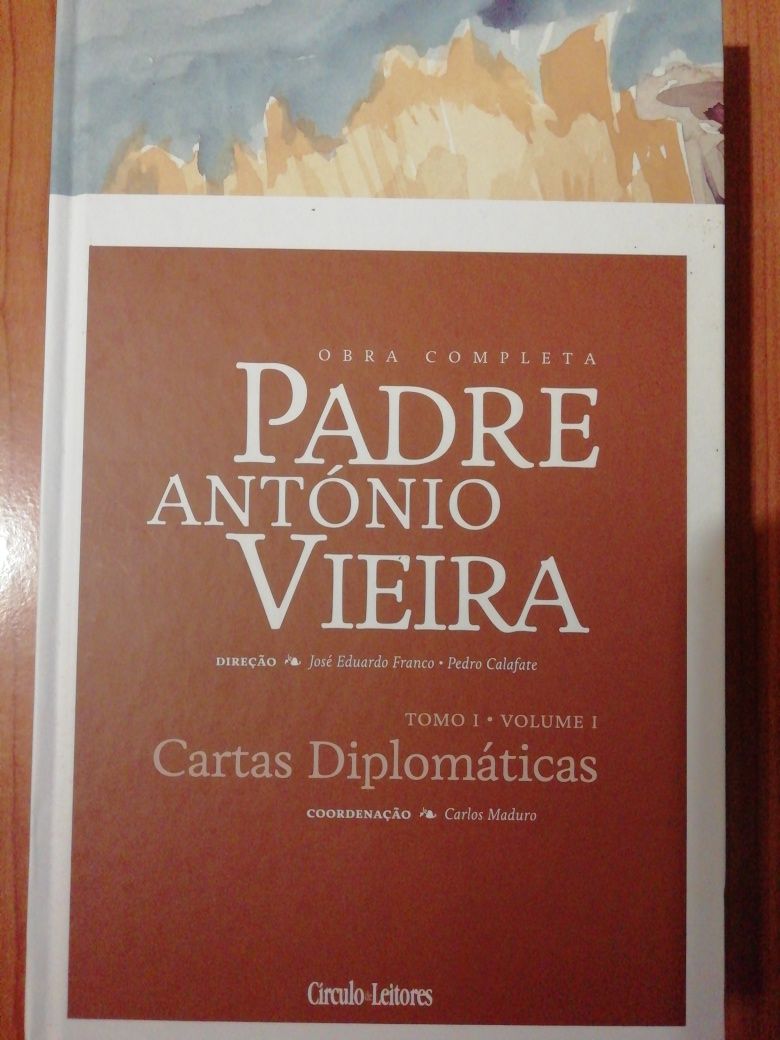 OBRA COMPLETA
PADRE
ANTÓNIO
VIEIRA
DIREÇÃO ❧ José Eduardo Franco • Pedro Calafate
TOMO I • VOLUME I
Cartas Diplomáticas
COORDENAÇÃO ❧ Carlos Maduro
Círculo de Leitores